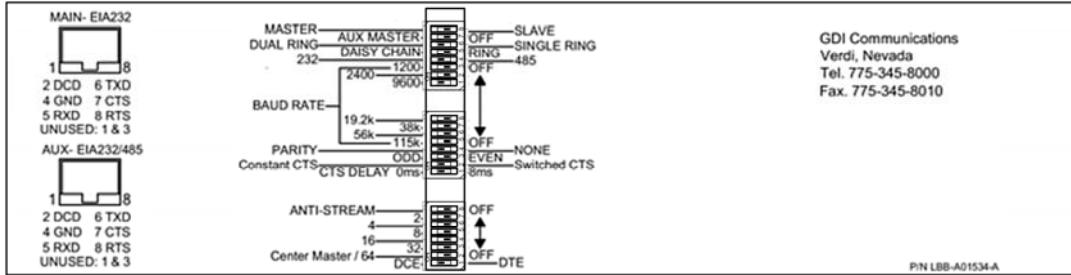 MAIN- EIA232
1 8
2 DCD 6 TXD
4 GND 7 CTS
5 RXD 8 RTS
UNUSED: 1 & 3
AUX- EIA232/485
1 8
2 DCD 6 TXD
4 GND 7 CTS
5 RXD 8 RTS
UNUSED: 1 & 3
MASTER SLAVE
AUX MASTER OFF
DUAL RING SINGLE RING
DAISY CHAIN RING
232 485
1200 OFF
2400
9600
BAUD RATE
19.2k
38k
56k
115k OFF
PARITY NONE
ODD EVEN
Constant CTS Switched CTS
CTS DELAY 0ms 8ms
ANTI-STREAM OFF
2
4
8
16
32
Center Master / 64 OFF
DCE DTE
GDI Communications
Verdi, Nevada
Tel. 775-345-8000
Fax. 775-345-8010
P/N LBB-A01534-A